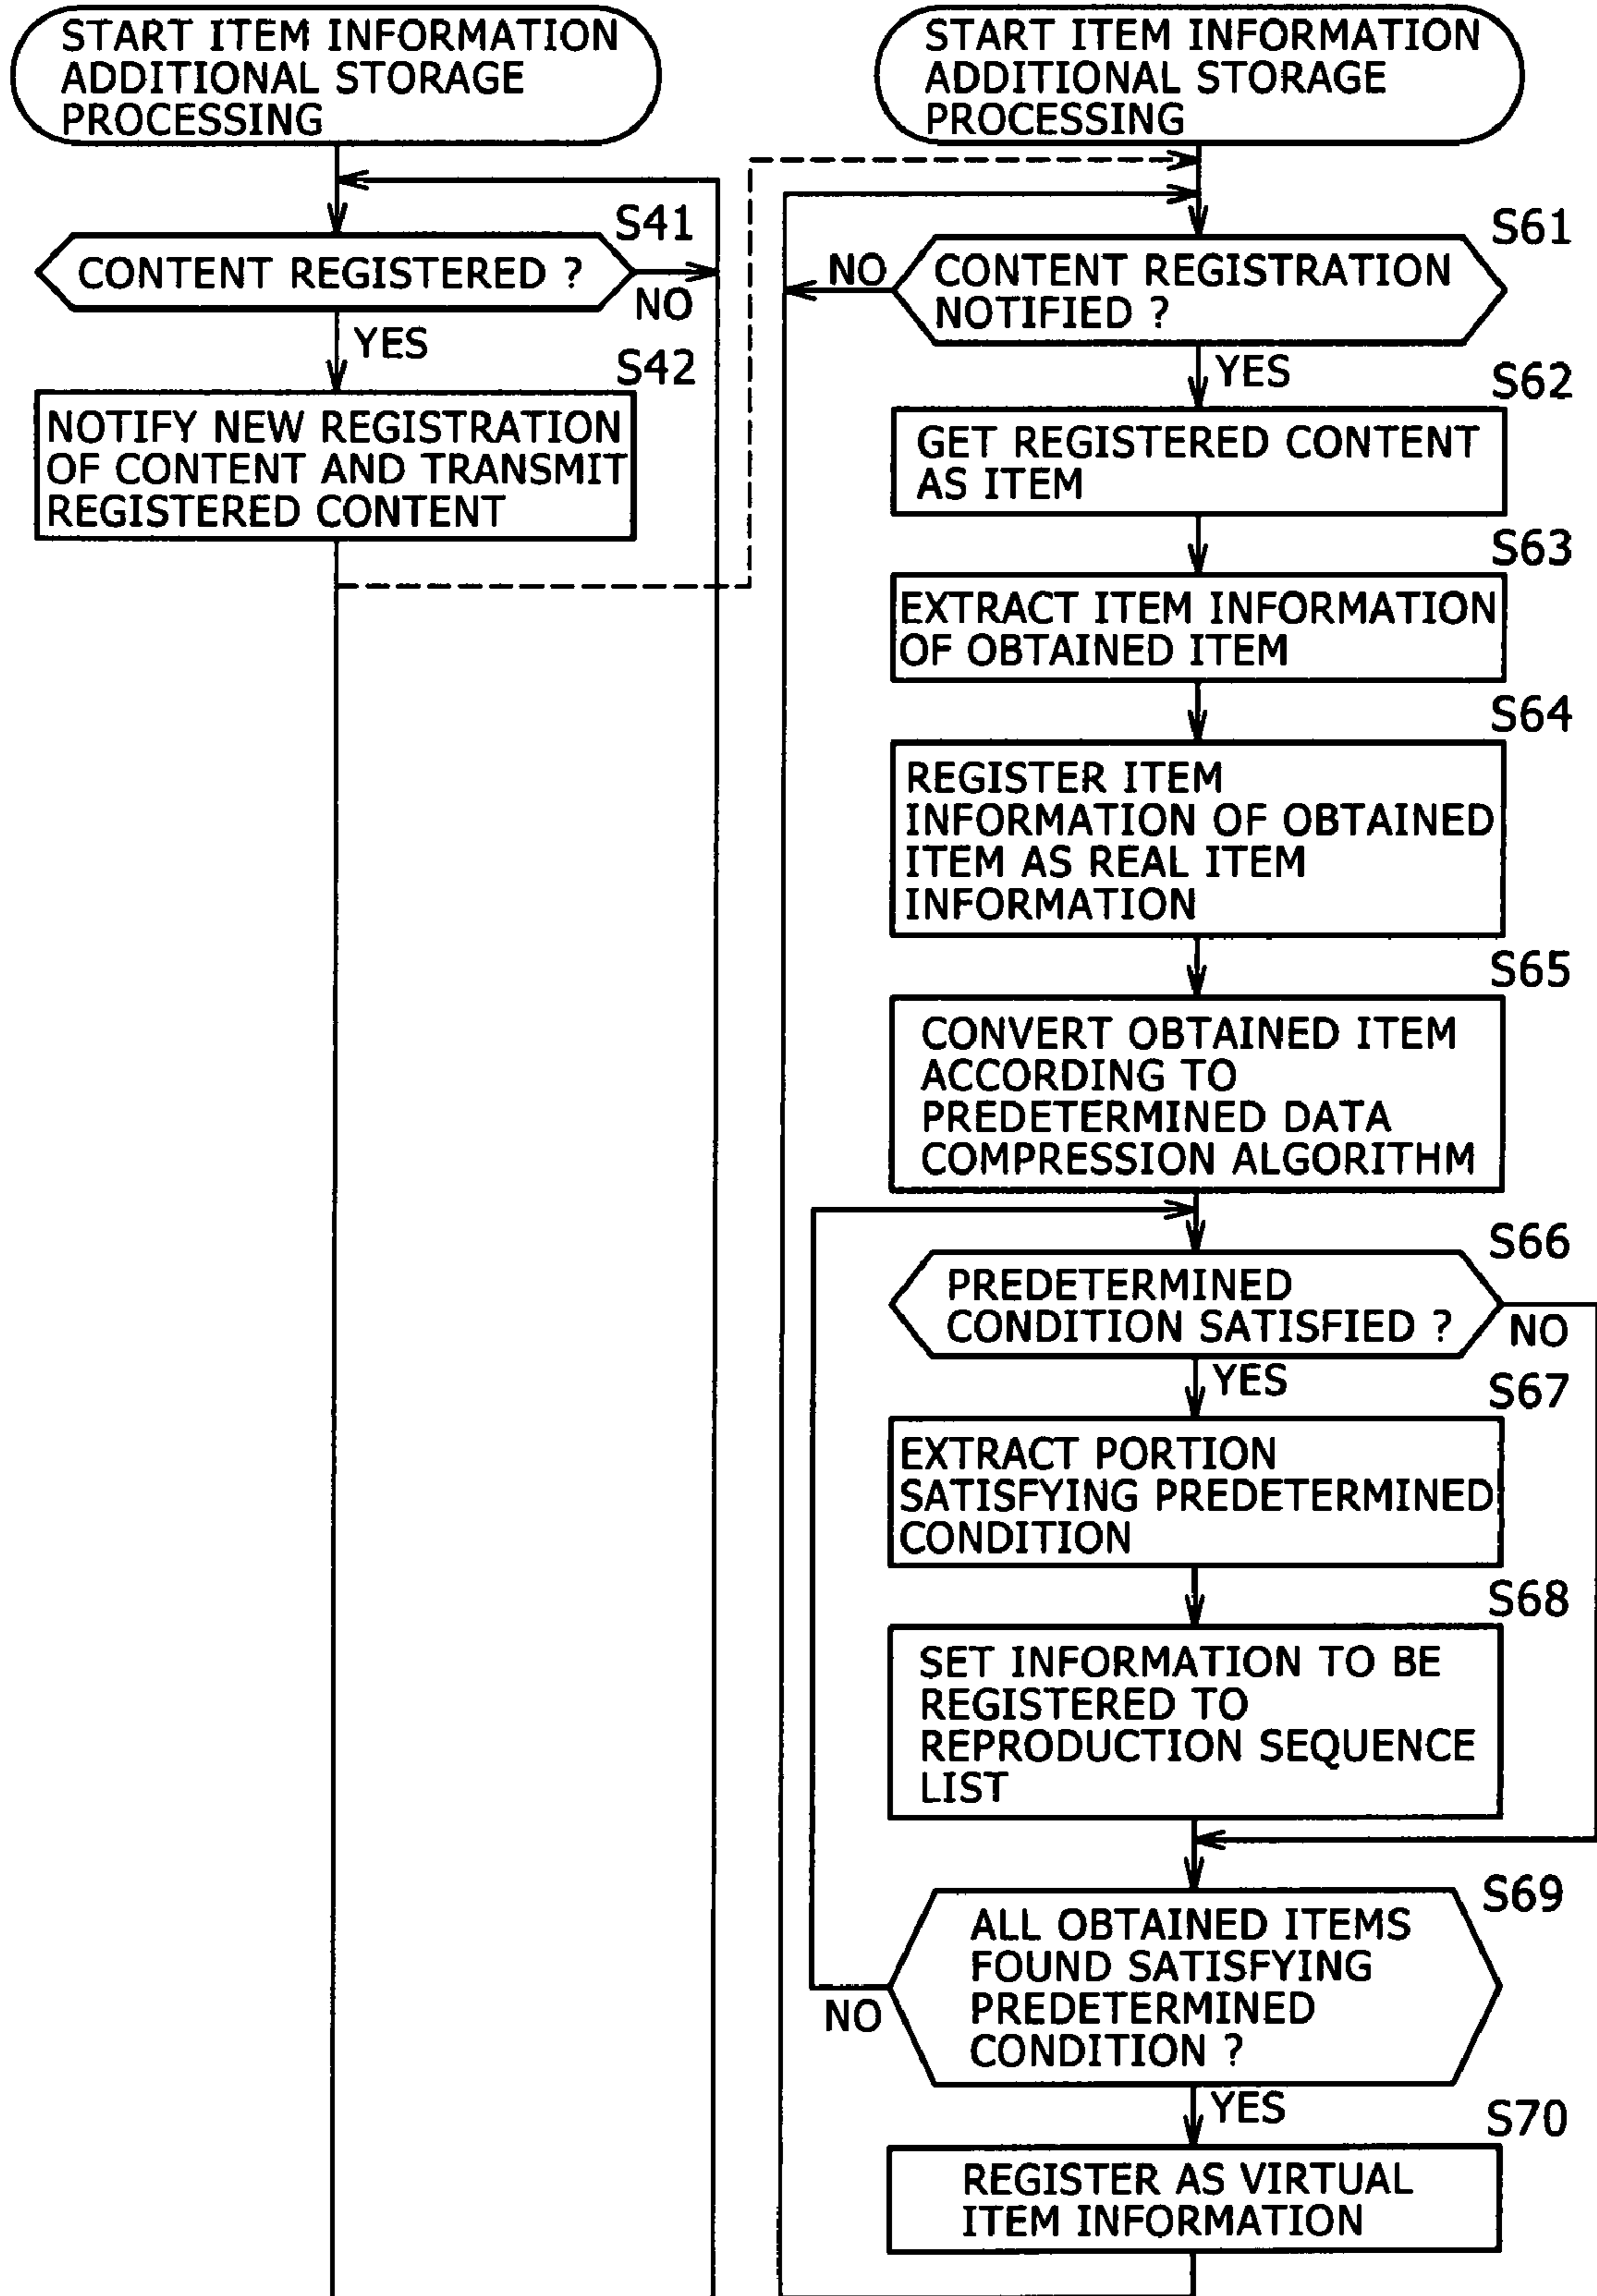 START ITEM INFORMATION
ADDITIONAL STORAGE
PROCESSING
S41
CONTENT REGISTERED ?
NO
YES
S42
NOTIFY NEW REGISTRATION
OF CONTENT AND TRANSMIT
REGISTERED CONTENT
START ITEM INFORMATION
ADDITIONAL STORAGE
PROCESSING
S61
NO
CONTENT REGISTRATION
NOTIFIED ?
YES
S62
GET REGISTERED CONTENT
AS ITEM
S63
EXTRACT ITEM INFORMATION
OF OBTAINED ITEM
S64
REGISTER ITEM
INFORMATION OF OBTAINED
ITEM AS REAL ITEM
INFORMATION
S65
CONVERT OBTAINED ITEM
ACCORDING TO
PREDETERMINED DATA
COMPRESSION ALGORITHM
S66
PREDETERMINED
CONDITION SATISFIED ?
NO
YES
S67
EXTRACT PORTION
SATISFYING PREDETERMINED
CONDITION
S68
SET INFORMATION TO BE
REGISTERED TO
REPRODUCTION SEQUENCE
LIST
S69
ALL OBTAINED ITEMS
FOUND SATISFYING
PREDETERMINED
CONDITION ?
NO
YES
S70
REGISTER AS VIRTUAL
ITEM INFORMATION